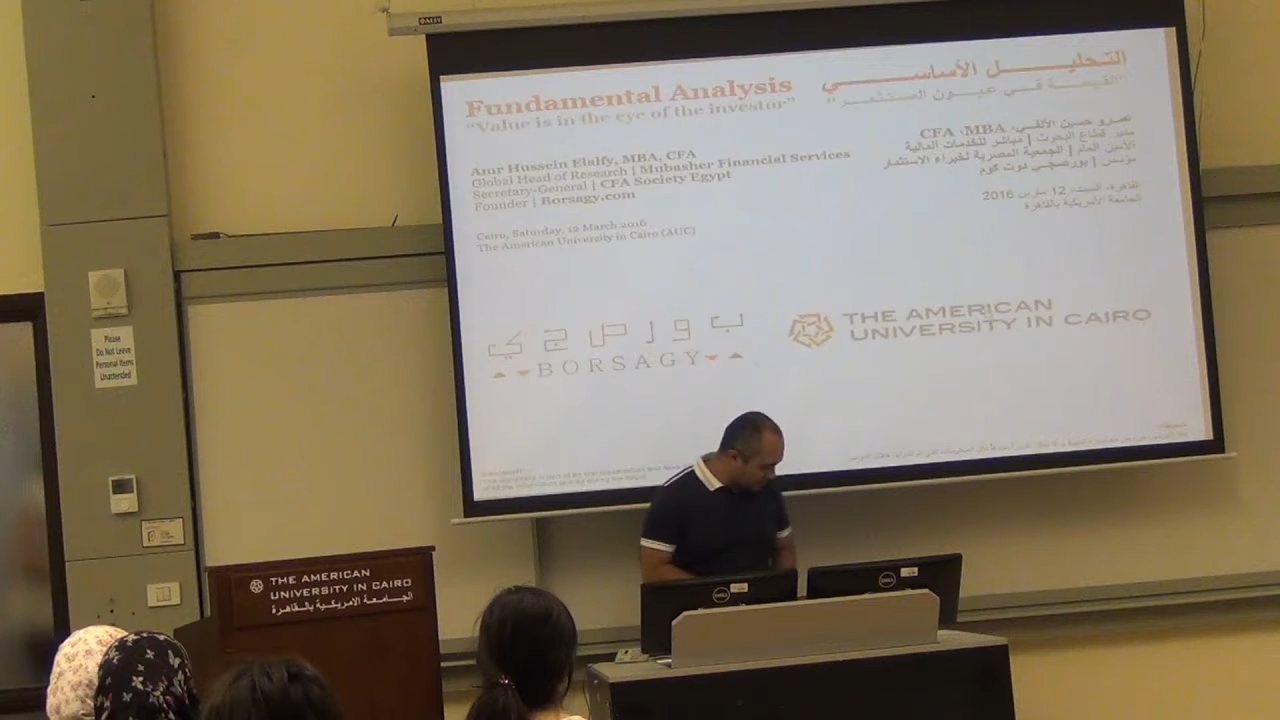 Fundamental Analysis
"Value is in the eye of the investor"
Amr Hussein Elalfy, MBA, CFA
Global Head of Research | Mubasher Financial Services
Secretary-General | CFA Society Egypt
Founder | Borsagy.com
Cairo, Saturday, 12 March 2016
The American University in Cairo (AUC)
التحليل الأساسي
"القيمة في عيون المستثمر"
عمرو حسين الألفي، CFA ،MBA
مدير قطاع البحوث | مباشر للخدمات المالية
الأمين العام | الجمعية المصرية لخبراء الاستثمار
مؤسس | بورصجي دوت كوم
القاهرة، السبت، 12 مارس 2016
الجامعة الأمريكية بالقاهرة
بورصجي
BORSAGY
THE AMERICAN
UNIVERSITY IN CAIRO
Please
Do Not Leave
Personal Items
Unattended
THE AMERICAN
UNIVERSITY IN CAIRO
الجامعة الامريكية بالقاهرة
DELL
DELL